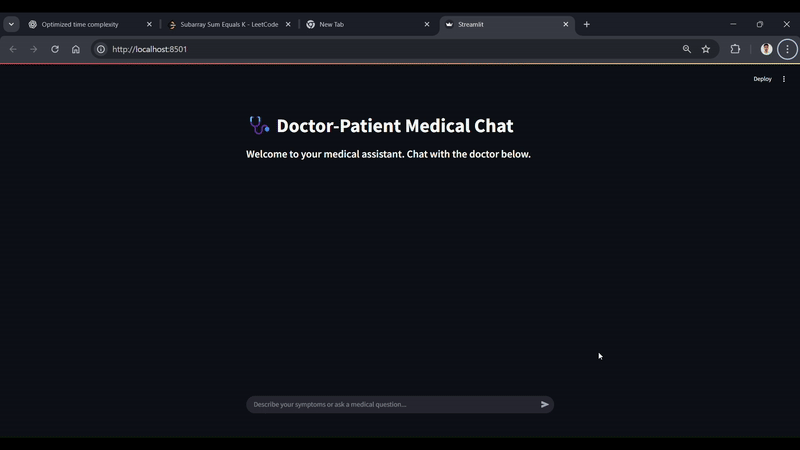 Optimized time complexity
Subarray Sum Equals K - LeetCode
New Tab
Streamlit
http://localhost:8501
Deploy
Doctor-Patient Medical Chat
Welcome to your medical assistant. Chat with the doctor below.
Describe your symptoms or ask a medical question...